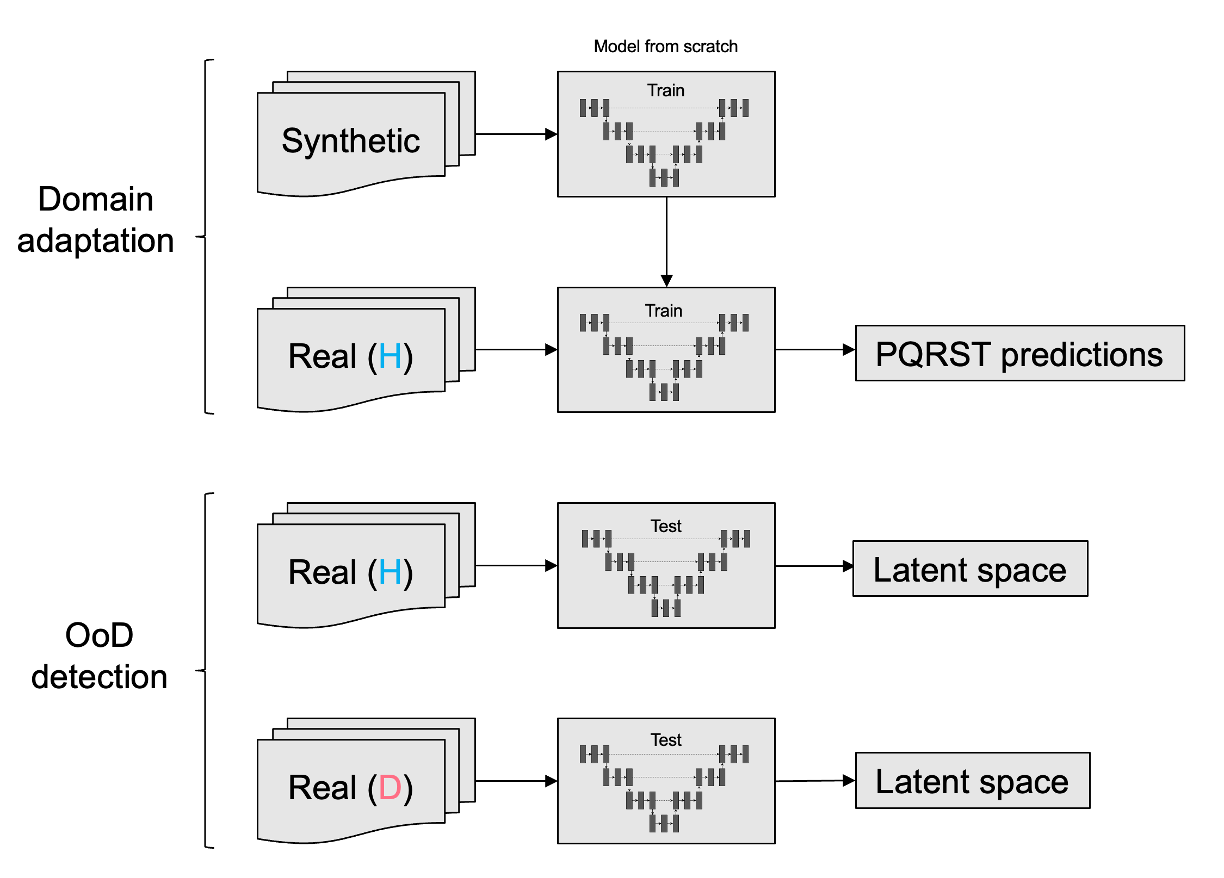 Model from scratch
Train
Synthetic
Domain
adaptation
Train
Real (H)
PQRST predictions
Test
Real (H)
Latent space
OoD
detection
Test
Real (D)
Latent space